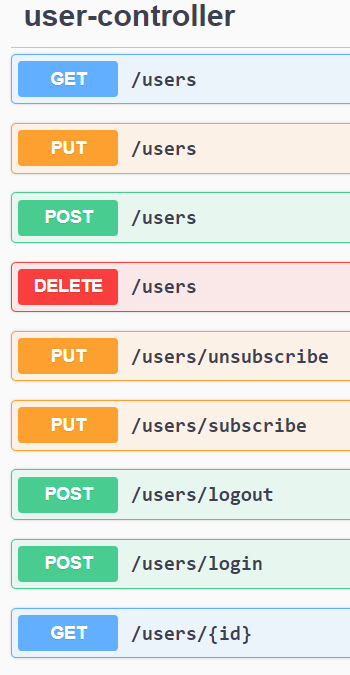 user-controller
GET /users
PUT /users
POST /users
DELETE /users
PUT /users/unsubscribe
PUT /users/subscribe
POST /users/logout
POST /users/login
GET /users/{id}